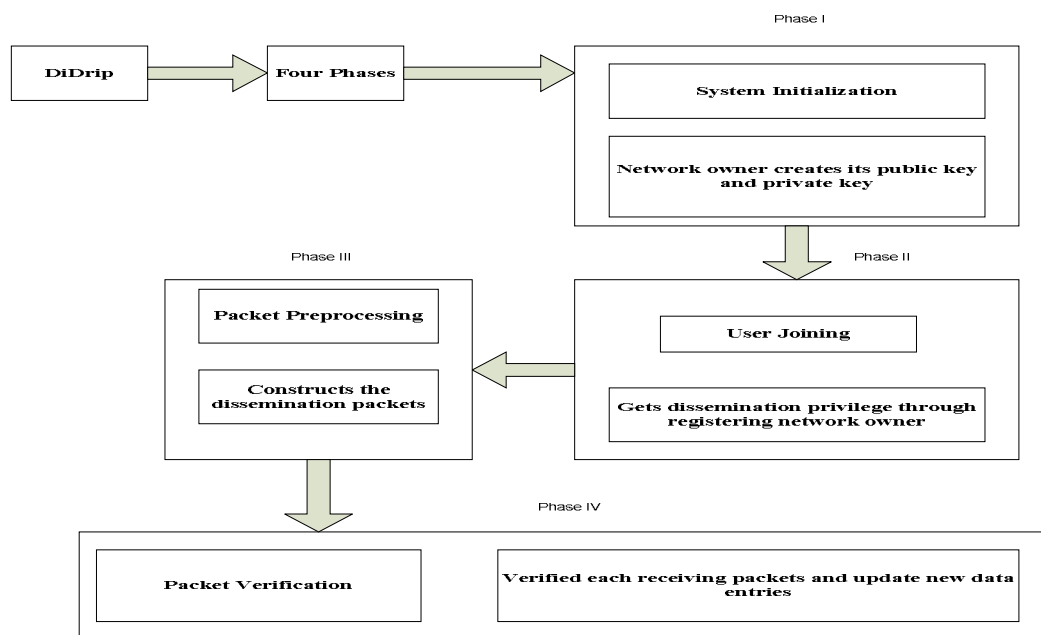 Phase I
DiDrip
Four Phases
System Initialization
Network owner creates its public key
and private key
Phase II
User Joining
Gets dissemination privilege through
registering network owner
Phase III
Packet Preprocessing
Constructs the
dissemination packets
Phase IV
Packet Verification
Verified each receiving packets and update new data
entries